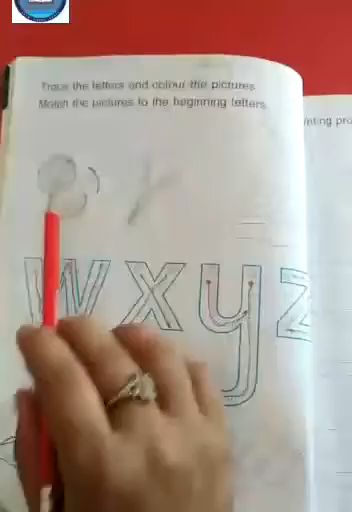 Trace the letters and colour the pictures
Match the pictures to the beginning letters
w x y z